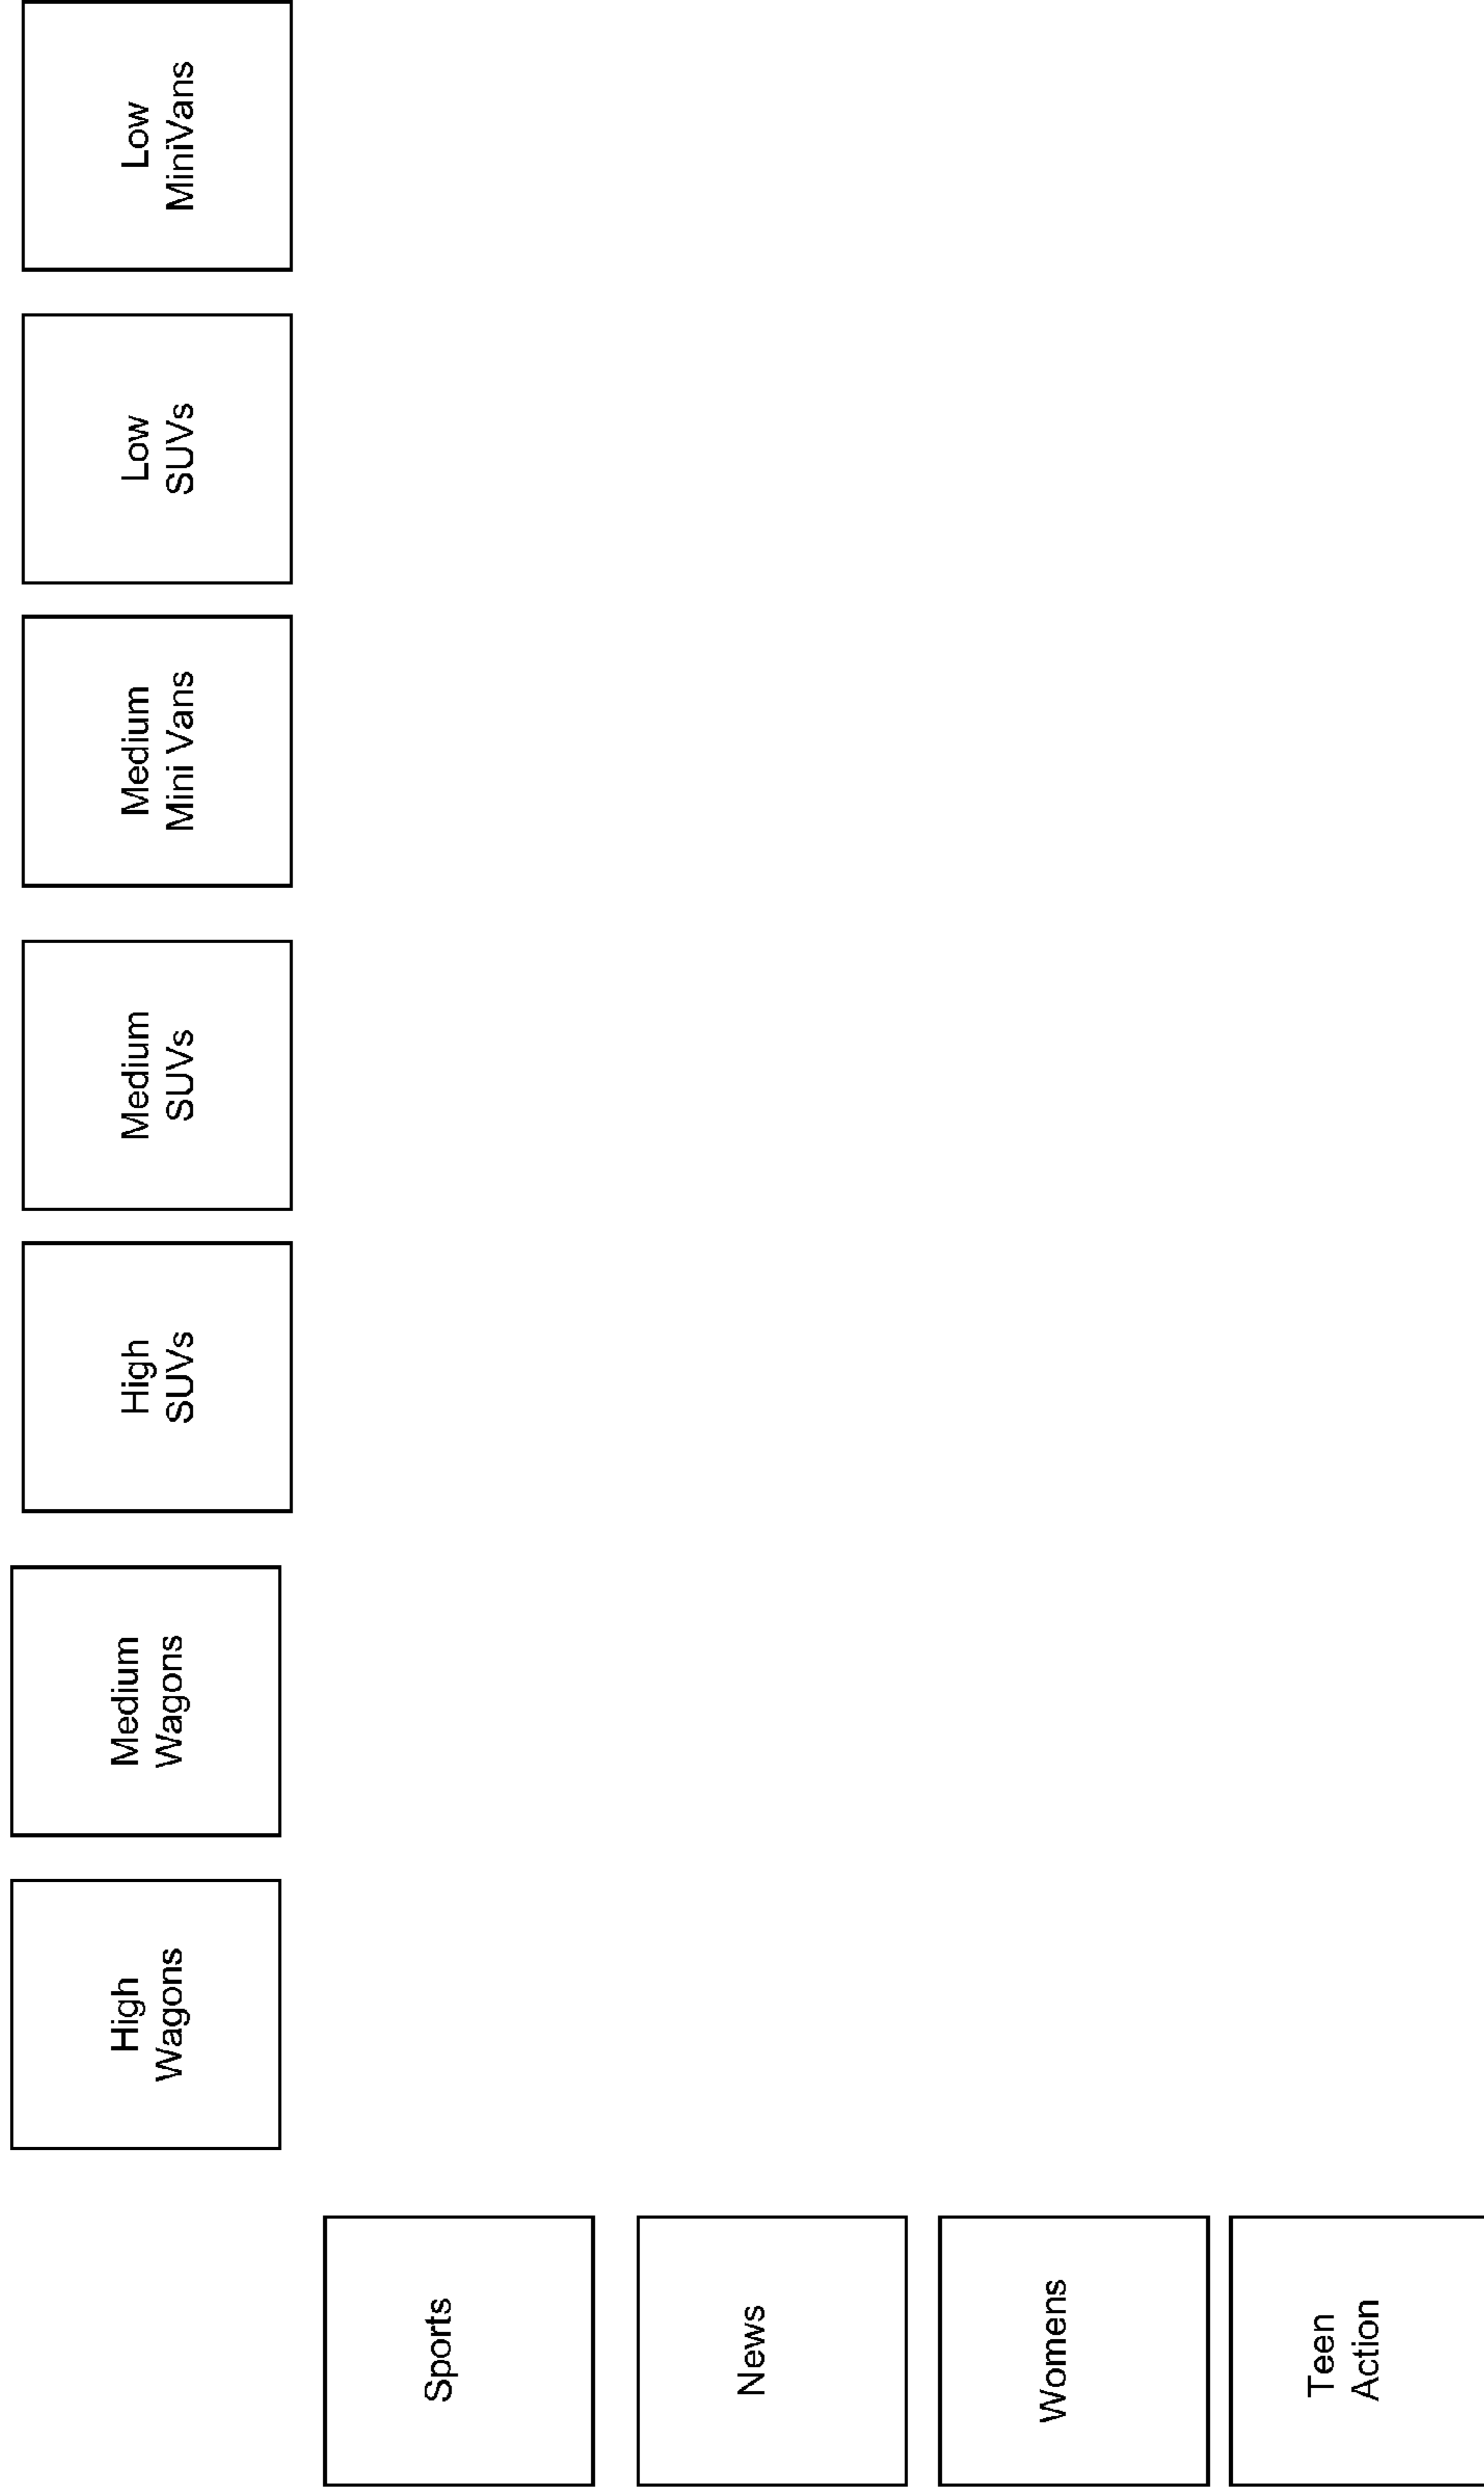 High
Wagons
Medium
Wagons
High
SUVs
Medium
SUVs
Medium
Mini Vans
Low
SUVs
Low
MiniVans
Sports
News
Womens
Teen
Action